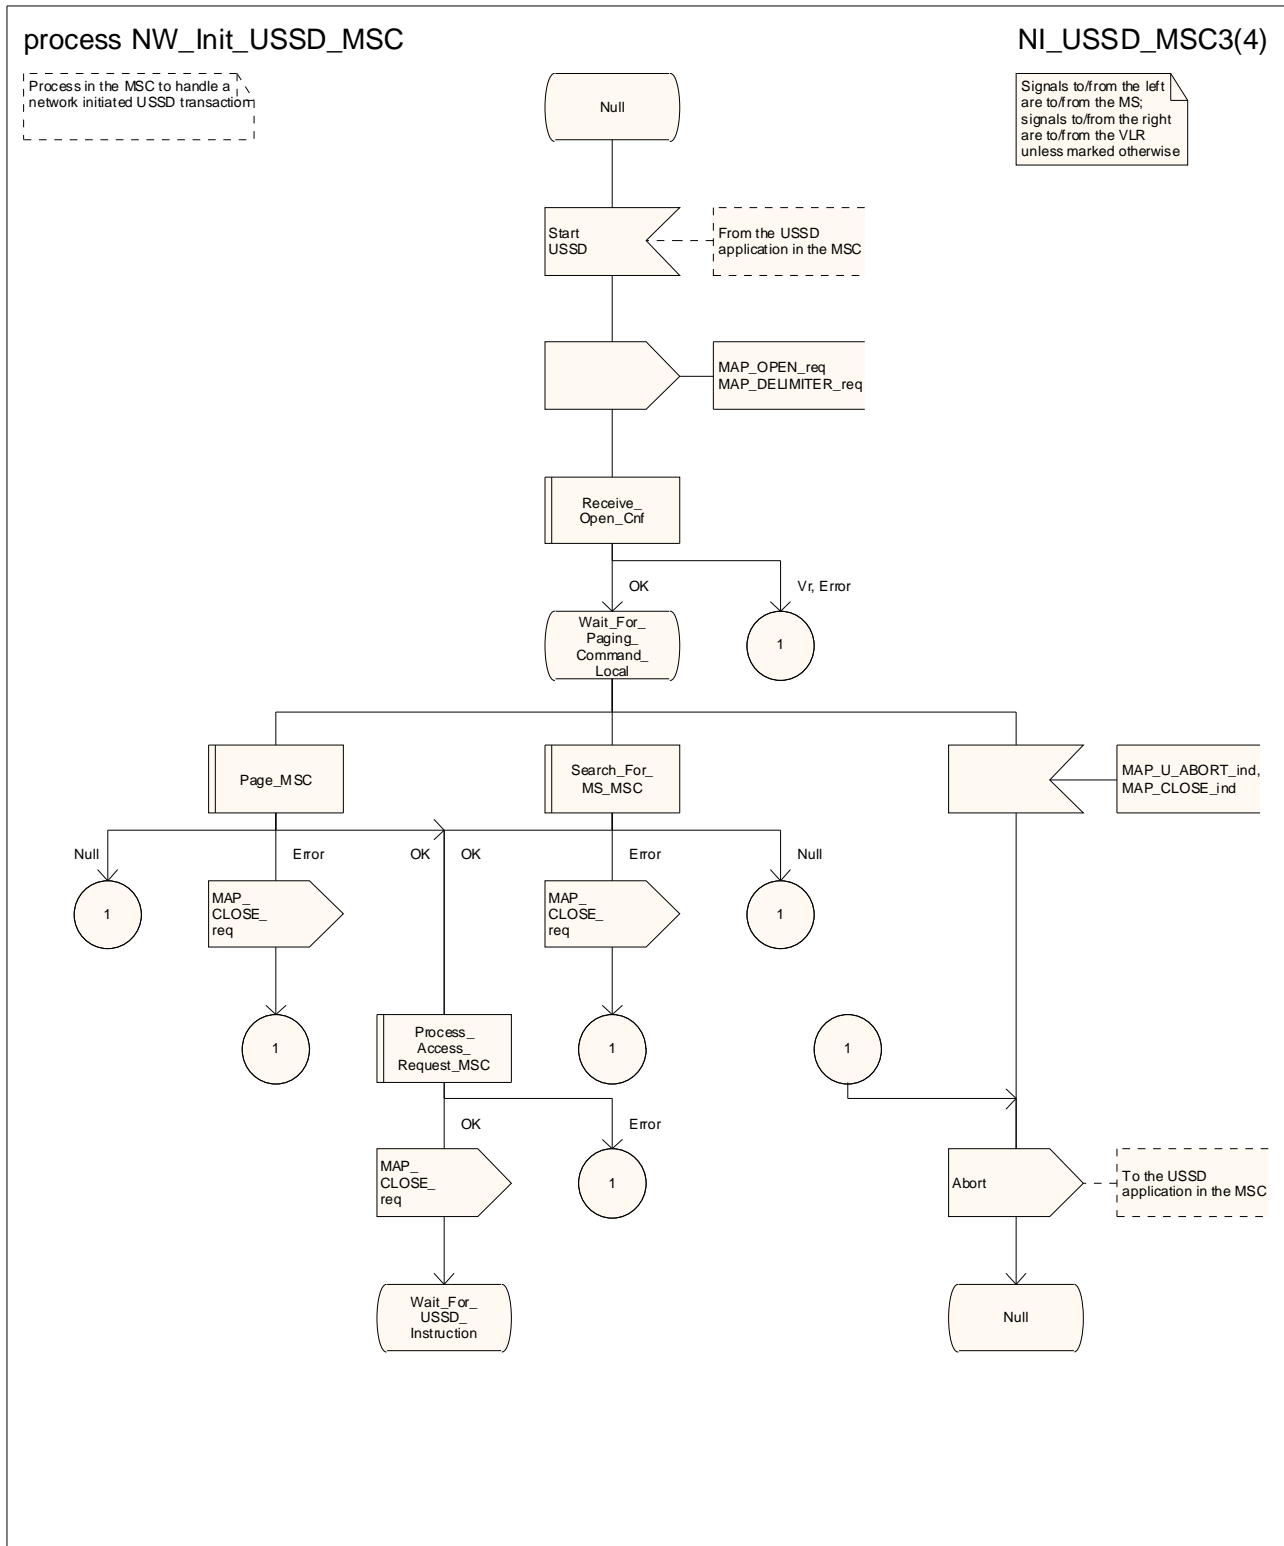 process NW_Init_USSD_MSC
NI_USSD_MSC3(4)
Process in the MSC to handle a
network initiated USSD transaction
Signals to/from the left
are to/from the MS;
signals to/from the right
are to/from the VLR
unless marked otherwise
Null
Start
USSD
From the USSD
application in the MSC
MAP_OPEN_req
MAP_DELIMITER_req
Receive_
Open_Cnf
OK
Vr, Error
Wait_For_
Paging_
Command_
Local
1
Page_MSC
Search_For_
MS_MSC
MAP_U_ABORT_ind,
MAP_CLOSE_ind
Null
Error
OK
OK
Error
Null
1
MAP_
CLOSE_
req
MAP_
CLOSE_
req
1
1
Process_
Access_
Request_MSC
1
1
OK
Error
MAP_
CLOSE_
req
1
Abort
To the USSD
application in the MSC
Wait_For_
USSD_
Instruction
Null